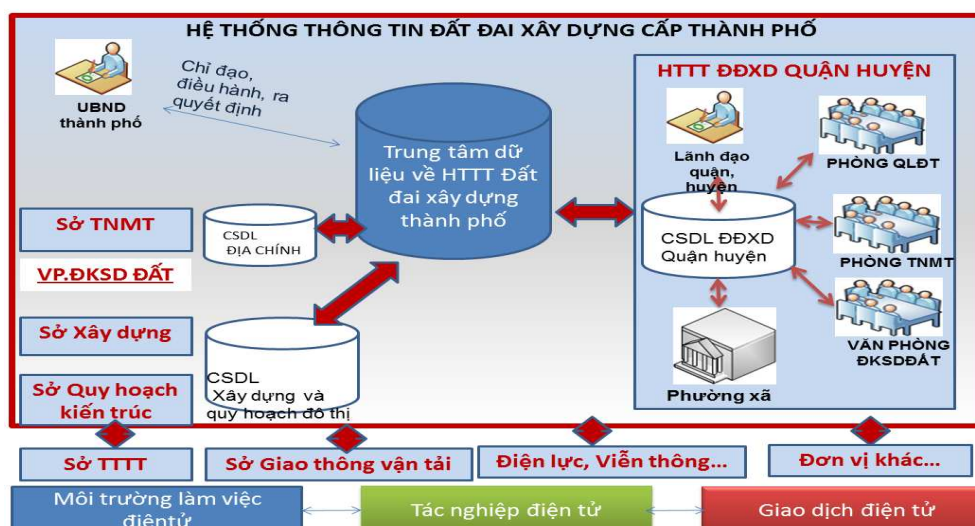 HỆ THỐNG THÔNG TIN ĐẤT ĐAI XÂY DỰNG CẤP THÀNH PHỐ
UBND
thành phố
Chỉ đạo,
điều hành, ra
quyết định
Trung tâm dữ
liệu về HTTT Đất
đai xây dựng
thành phố
Sở TNMT
VP.ĐKSD ĐẤT
Sở Xây dựng
Sở Quy hoạch
kiến trúc
CSDL
ĐỊA CHÍNH
CSDL
Xây dựng và
quy hoạch đô thị
HTTT ĐĐXD QUẬN HUYỆN
Lãnh đạo
quận,
huyện
PHÒNG QLĐT
CSDL ĐĐXD
Quận huyện
PHÒNG TNMT
VĂN PHÒNG
ĐKSDĐẤT
Phường xã
Sở TTTT
Sở Giao thông vận tải
Điện lực, Viễn thông...
Đơn vị khác...
Môi trường làm việc
điệntử
Tác nghiệp điện tử
Giao dịch điện tử